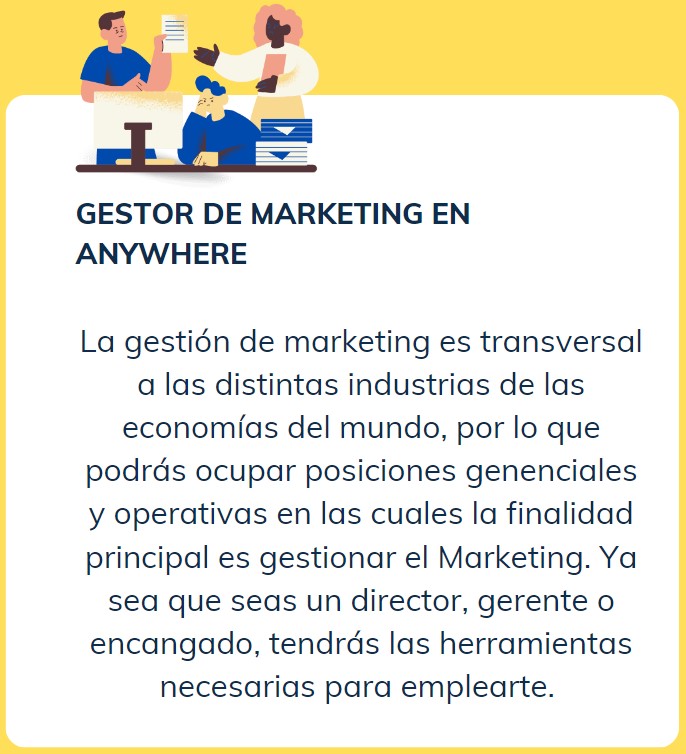 GESTOR DE MARKETING EN
ANYWHERE
La gestión de marketing es transversal
a las distintas industrias de las
economías del mundo, por lo que
podrás ocupar posiciones genenciales
y operativas en las cuales la finalidad
principal es gestionar el Marketing. Ya
sea que seas un director, gerente o
encangado, tendrás las herramientas
necesarias para emplearte.